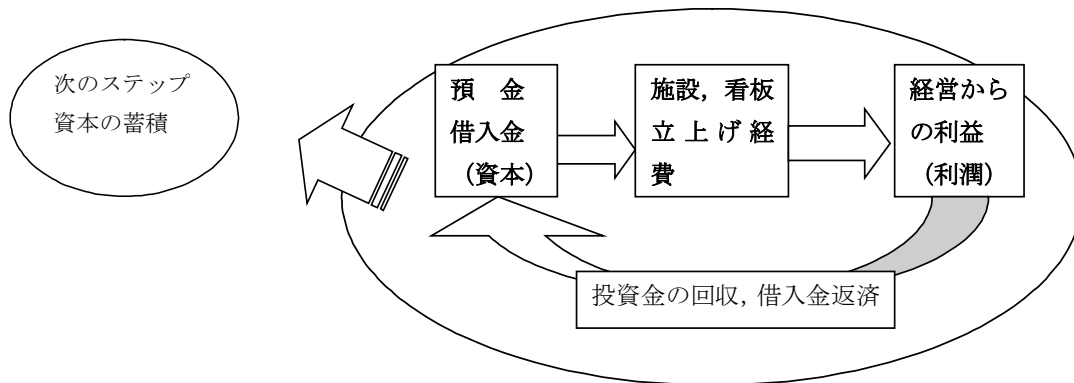 次のステップ
資本の蓄積
預 金
借入金
（資本）
施設，看板
立 上 げ 経
費
経営から
の利益
（利潤）
投資金の回収，借入金返済